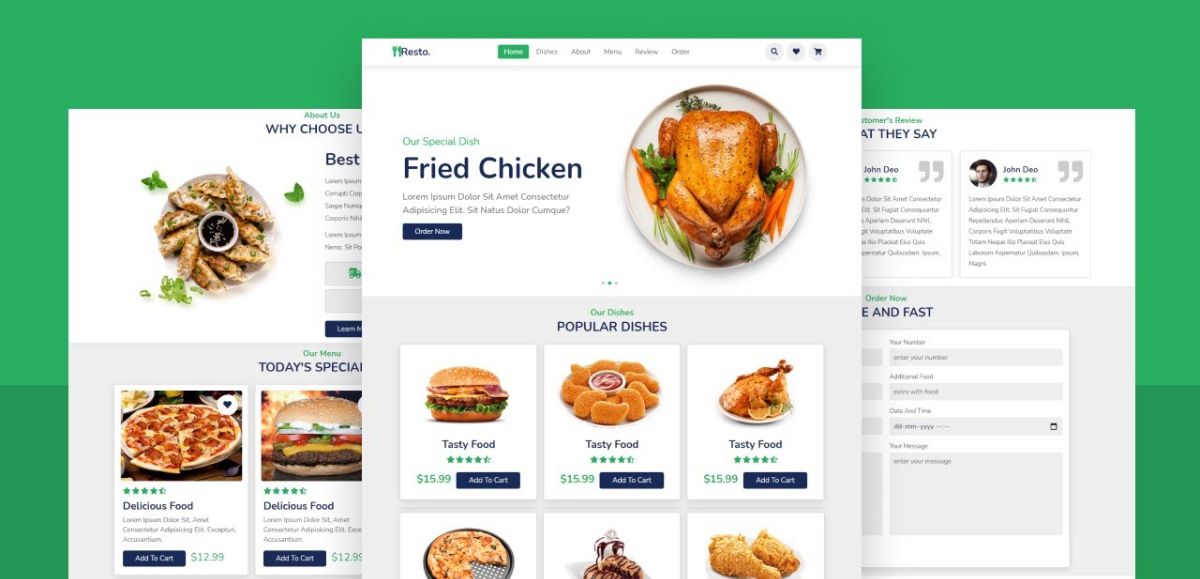 Resto.
Home Dishes About Menu Review Order
Our Special Dish
Fried Chicken
Lorem Ipsum Dolor Sit Amet Consectetur
Adipisicing Elit. Sit Natus Dolor Cumque?
Order Now
Our Dishes
POPULAR DISHES
Tasty Food
$15.99 Add To Cart
Tasty Food
$15.99 Add To Cart
Tasty Food
$15.99 Add To Cart
About Us
WHY CHOOSE U
Best
Lorem Ipsum
Corrupti Corp
Saepe Numq
Corporis Nihil
Lorem Ipsum
Nemo, Sit Po
Learn M
Our Menu
TODAY'S SPECIA
Delicious Food
Lorem Ipsum Dolor Sit, Amet
Consectetur Adipisicing Elit. Excepturi,
Accusantium.
Add To Cart $12.99
Delicious Food
Lorem Ipsum Dolor Sit, Amet
Consectetur Adipisicing Elit. Exce
Accusantium.
Add To Cart $12.99
stomer's Review
AT THEY SAY
John Deo
Dolor Sit Amet Consectetur
Elit. Sit Fugiat Consequuntur
Aperiam Deserunt Nihil,
git Voluptatibus Voluptate
ue Illo Placeat Eius Quis
pernatur Quibusdam. Ipsum,
John Deo
Lorem Ipsum Dolor Sit Amet Consectetur
Adipisicing Elit. Sit Fugiat Consequuntur
Repellendus Aperiam Deserunt Nihil,
Corporis Fugit Voluptatibus Voluptate
Totam Neque Illo Placeat Eius Quis
Laborum Aspernatur Quibusdam. Ipsum,
Magni.
Order Now
E AND FAST
Your Number
enter your number
Additional Food
extra with food
Date And Time
dd-mm-yyyy --:--
Your Message
enter your message